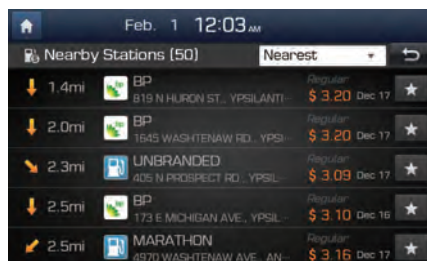 Feb. 1 12:03 AM
Nearby Stations (50) Nearest
1.4mi BP Regular
819 N HURON ST., YPSILANTI··· $ 3.20 Dec 17
2.0mi BP Regular
1645 WASHTENAW RD., YPSI··· $ 3.20 Dec 17
2.3mi UNBRANDED Regular
405 N PROSPECT RD., YPSIL··· $ 3.09 Dec 17
2.5mi BP Regular
173 E MICHIGAN AVE., YPSIL··· $ 3.10 Dec 16
2.5mi MARATHON Regular
4970 WASHTENAW AVE., AN··· $ 3.16 Dec 17